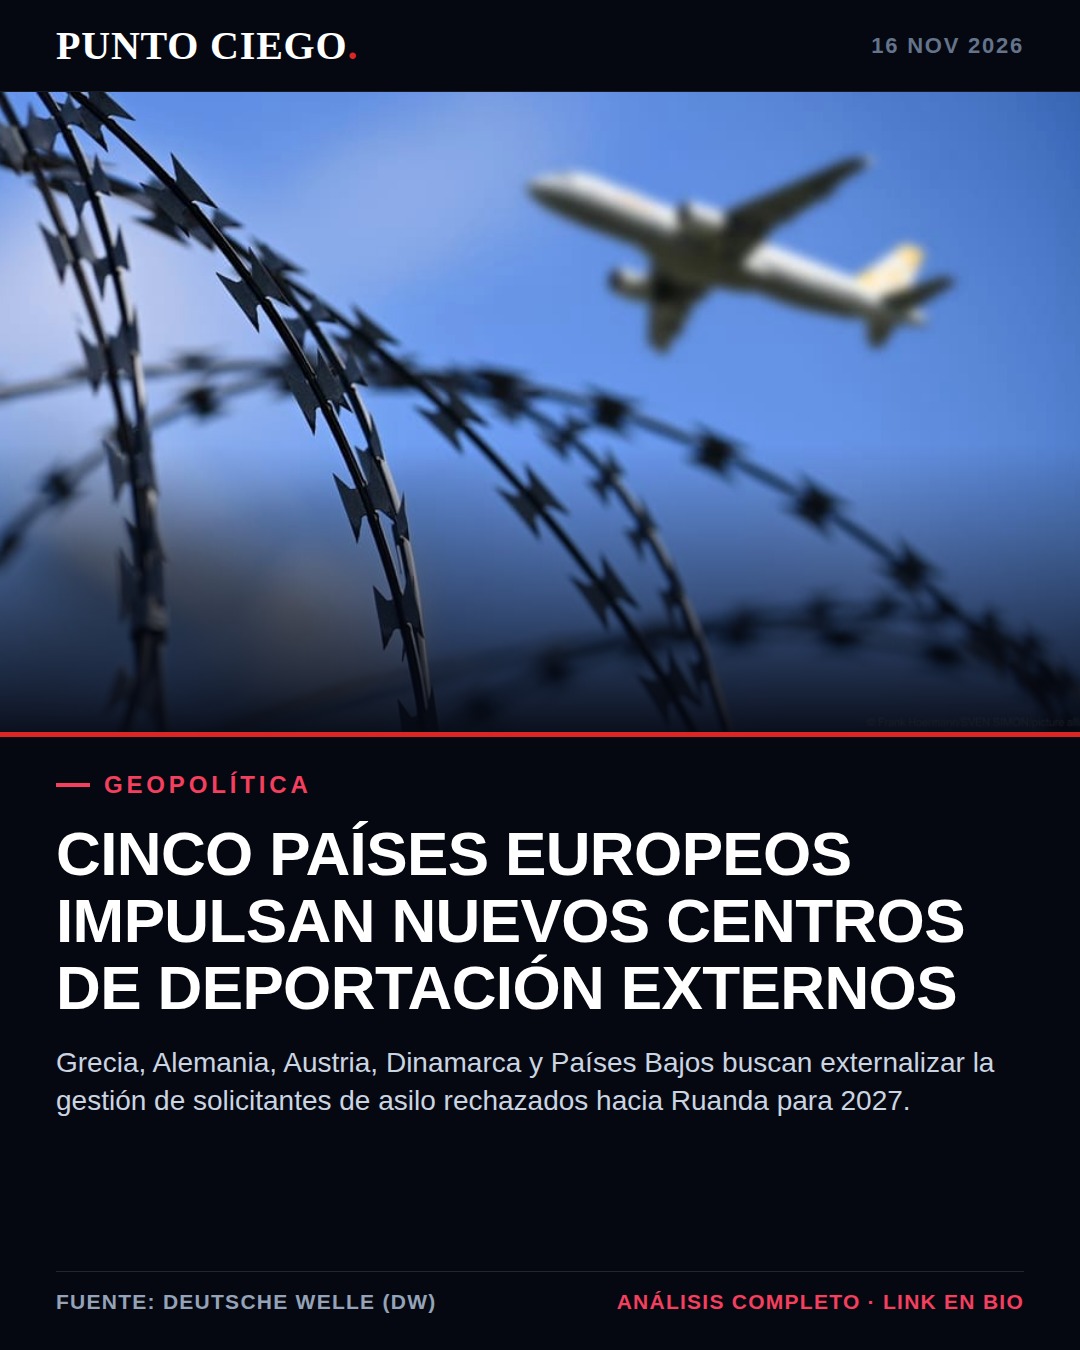 PUNTO CIEGO.
16 NOV 2026
GEOPOLÍTICA
CINCO PAÍSES EUROPEOS
IMPULSAN NUEVOS CENTROS
DE DEPORTACIÓN EXTERNOS
Grecia, Alemania, Austria, Dinamarca y Países Bajos buscan externalizar la
gestión de solicitantes de asilo rechazados hacia Ruanda para 2027.
FUENTE: DEUTSCHE WELLE (DW)
ANÁLISIS COMPLETO · LINK EN BIO